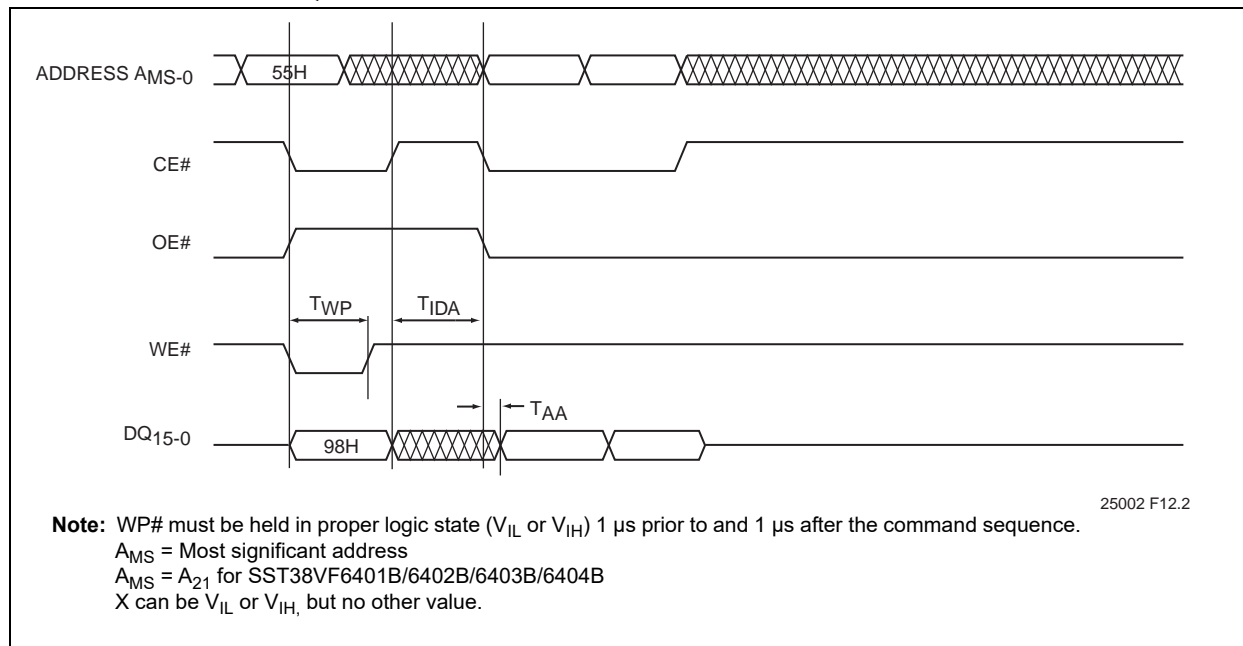 ADDRESS AMS-0
55H
CE#
OE#
TWP
TIDA
WE#
TAA
DQ15-0
98H
25002 F12.2
Note: WP# must be held in proper logic state (VIL or VIH) 1 µs prior to and 1 µs after the command sequence.
AMS = Most significant address
AMS = A21 for SST38VF6401B/6402B/6403B/6404B
X can be VIL or VIH, but no other value.